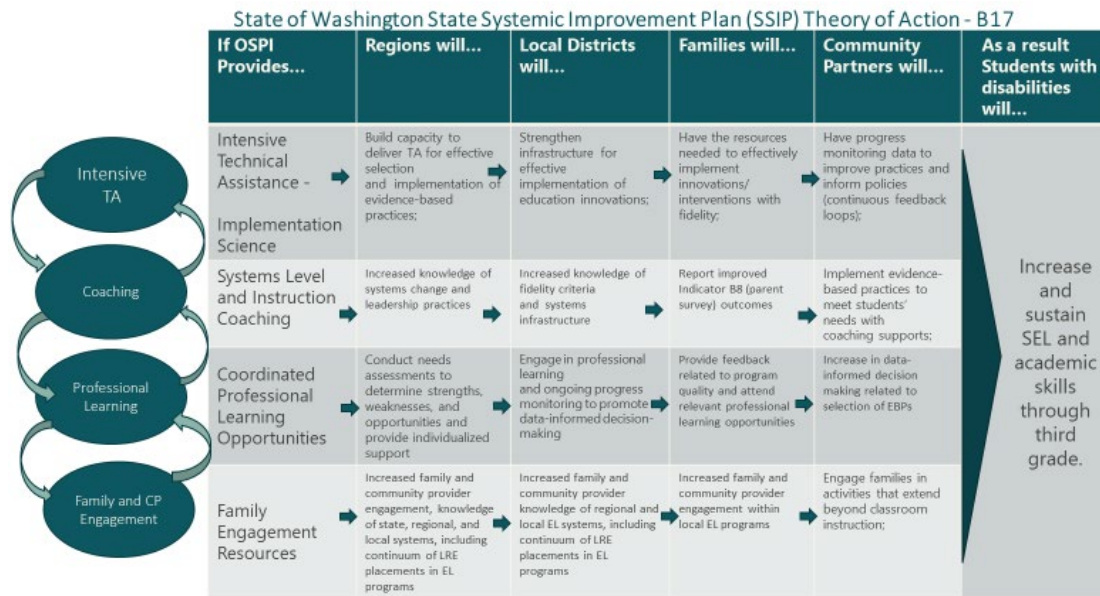 State of Washington State Systemic Improvement Plan (SSIP) Theory of Action - B17
If OSPI
Provides...
Regions will...
Local Districts
will...
Families will...
Community
Partners will...
As a result
Students with
disabilities
will...
Intensive
TA
Coaching
Professional
Learning
Family and CP
Engagement
Intensive
Technical
Assistance -
Implementation
Science
Build capacity to
deliver TA for effective
selection
and implementation of
evidence-based
practices;
Strengthen
infrastructure for
effective
implementation of
education innovations;
Have the resources
needed to effectively
implement
innovations/
interventions with
fidelity;
Have progress
monitoring data to
improve practices and
inform policies
(continuous feedback
loops);
Systems Level
and Instruction
Coaching
Increased knowledge of
systems change and
leadership practices
Increased knowledge of
fidelity criteria
and systems
infrastructure
Report improved
Indicator B8 (parent
survey) outcomes
Implement evidence-
based practices to
meet students'
needs with
coaching supports;
Coordinated
Professional
Learning
Opportunities
Conduct needs
assessments to
determine strengths,
weaknesses, and
opportunities and
provide individualized
support
Engage in professional
learning
and ongoing progress
monitoring to promote
data-informed decision-
making
Provide feedback
related to program
quality and attend
relevant professional
learning opportunities
Increase in data-
informed decision
making related to
selection of EBPs
Family
Engagement
Resources
Increased family and
community provider
engagement, knowledge
of state, regional, and
local systems, including
continuum of LRE
placements in EL
programs
Increased family and
community provider
knowledge of regional and
local EL systems, including
continuum of LRE
placements in EL
programs
Increased family and
community provider
engagement within
local EL programs
Engage families in
activities that extend
beyond classroom
instruction;
Increase
and
sustain
SEL and
academic
skills
through
third
grade.